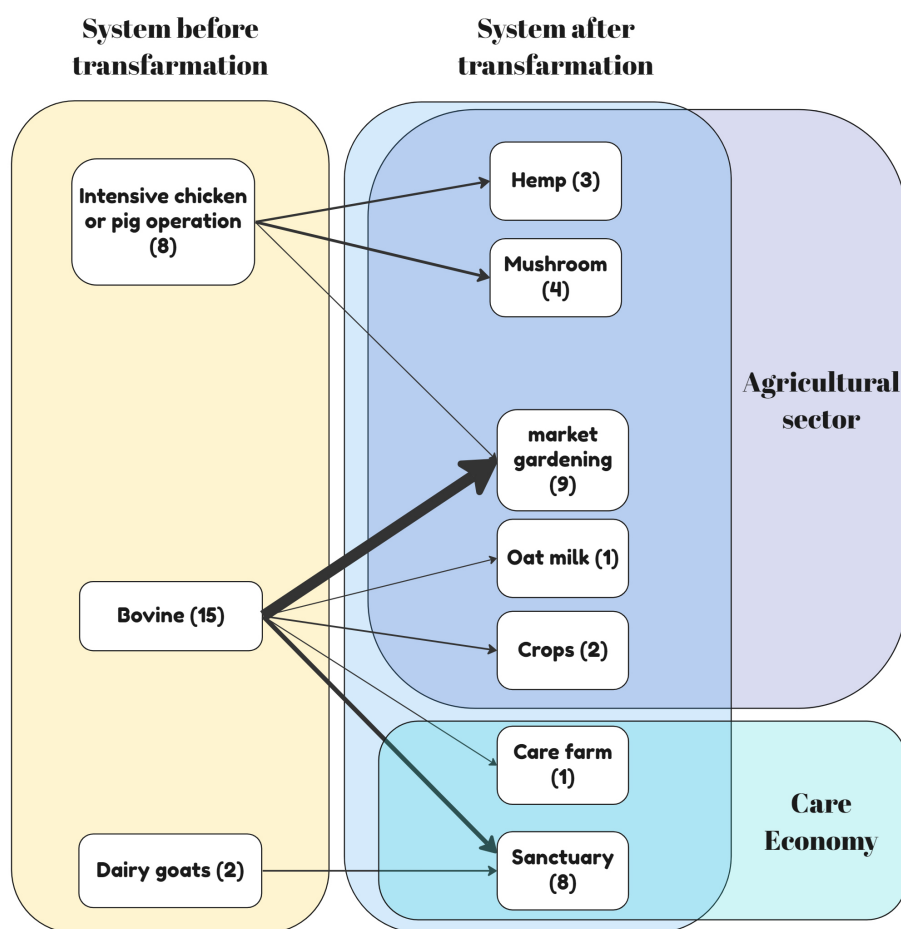 System before
transfarmation
System after
transfarmation
Intensive chicken
or pig operation
(8)
Hemp (3)
Mushroom
(4)
Agricultural
sector
market
gardening
(9)
Oat milk (1)
Bovine (15)
Crops (2)
Care farm
(1)
Care
Economy
Dairy goats (2)
Sanctuary
(8)